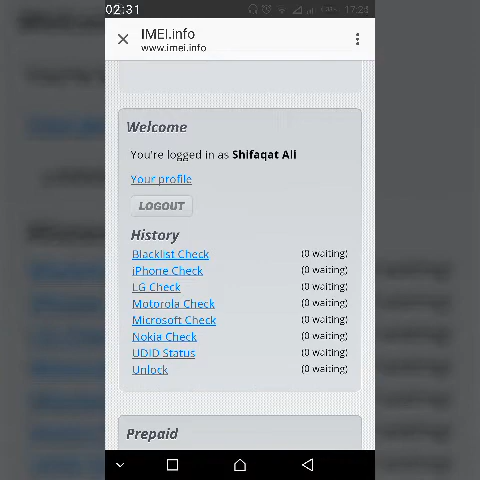 02:31
17:24
IMEI.info
www.imei.info
Welcome
You're logged in as Shifaqat Ali
Your profile
LOGOUT
History
Blacklist Check (0 waiting)
iPhone Check (0 waiting)
LG Check (0 waiting)
Motorola Check (0 waiting)
Microsoft Check (0 waiting)
Nokia Check (0 waiting)
UDID Status (0 waiting)
Unlock (0 waiting)
Prepaid